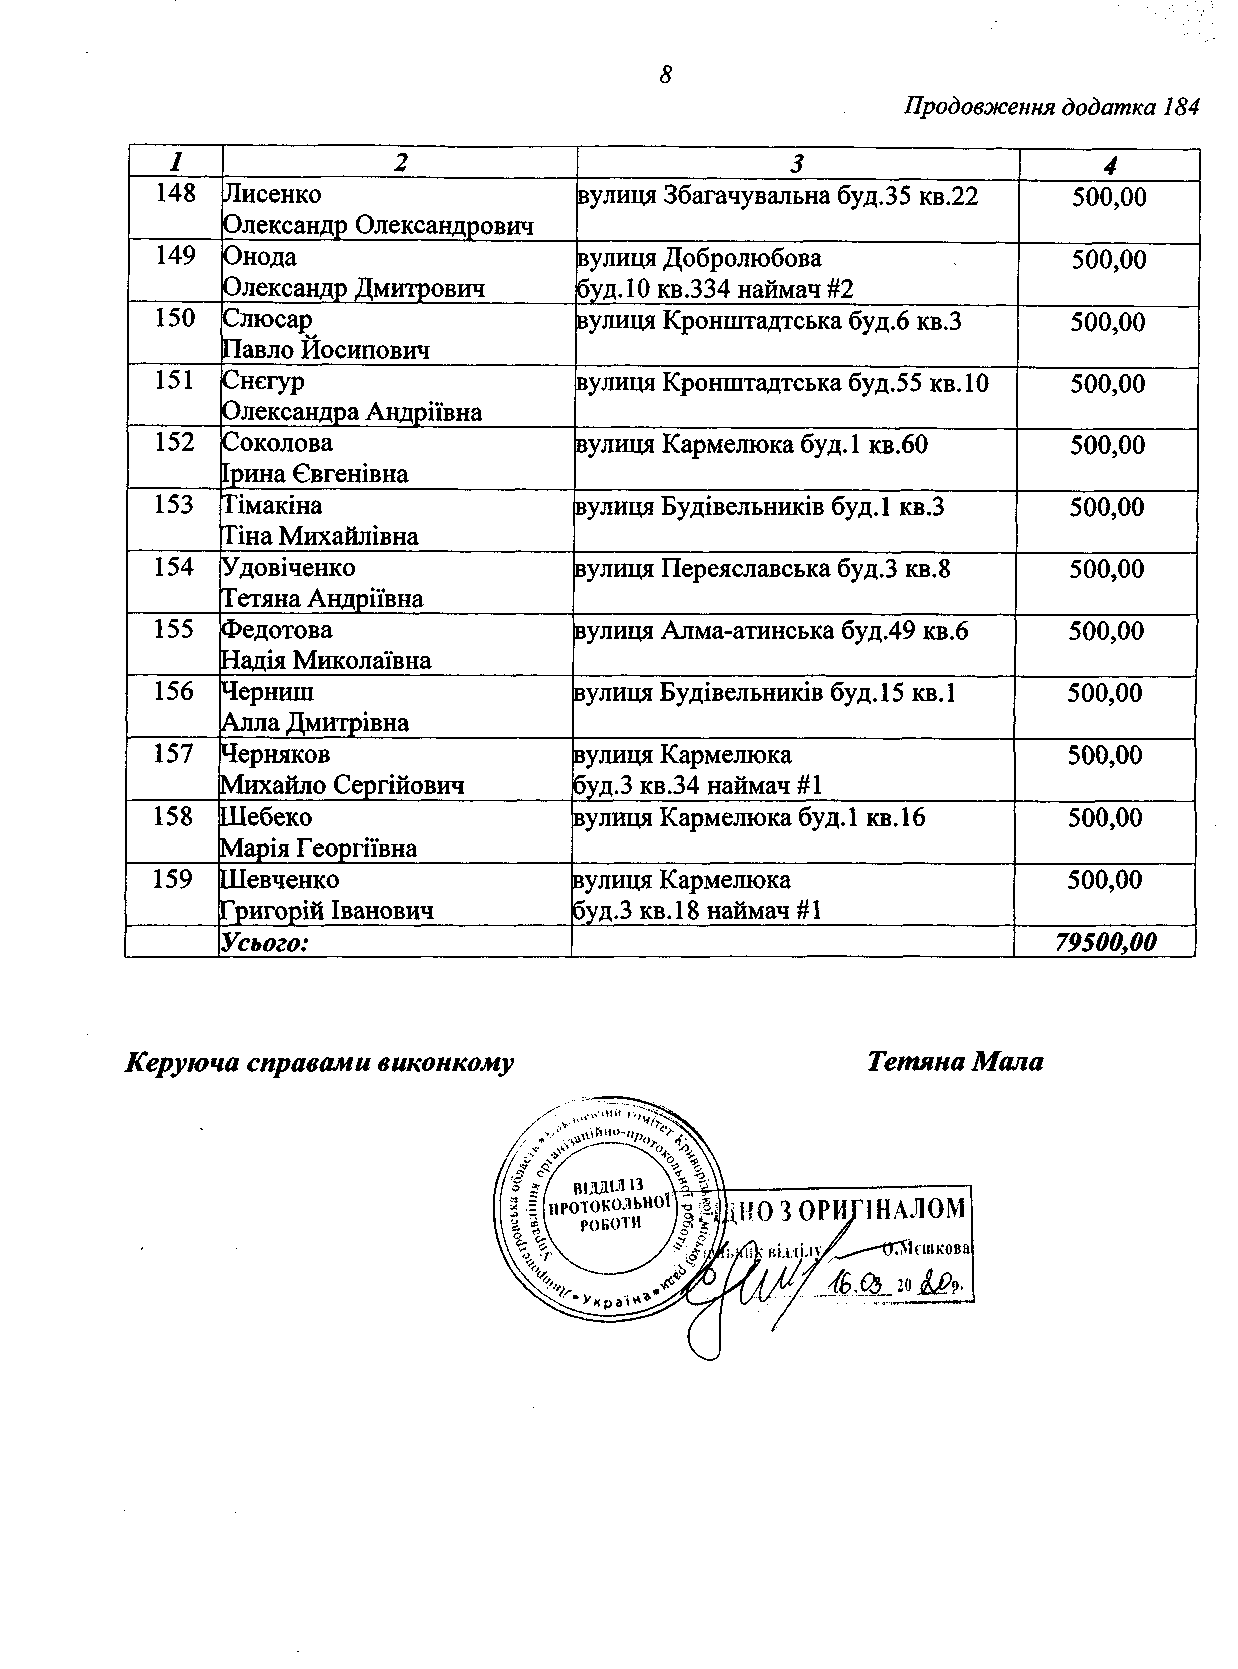 8
Продовження додатка 184
1 2 3 4
148 Лисенко вулиця Збагачувальна буд.35 кв.22 500,00
Олександр Олександрович
149 Онода вулиця Добролюбова 500,00
Олександр Дмитрович буд.10 кв.334 наймач #2
150 Слюсар вулиця Кронштадтська буд.6 кв.3 500,00
Павло Йосипович
151 Снєгур вулиця Кронштадтська буд.55 кв.10 500,00
Олександра Андріївна
152 Соколова вулиця Кармелюка буд.1 кв.60 500,00
Ірина Євгенівна
153 Тімакіна вулиця Будівельників буд.1 кв.3 500,00
Тіна Михайлівна
154 Удовіченко вулиця Переяславська буд.3 кв.8 500,00
Тетяна Андріївна
155 Федотова вулиця Алма-атинська буд.49 кв.6 500,00
Надія Миколаївна
156 Черниш вулиця Будівельників буд.15 кв.1 500,00
Алла Дмитрівна
157 Черняков вулиця Кармелюка 500,00
Михайло Сергійович буд.3 кв.34 наймач #1
158 Шебеко вулиця Кармелюка буд.1 кв.16 500,00
Марія Георгіївна
159 Шевченко вулиця Кармелюка 500,00
Григорій Іванович буд.3 кв.18 наймач #1
Усього: 79500,00
Керуюча справами виконкому Тетяна Мала
Управління організаційно-протокольної роботи
Україна
ВІДДІЛ ІЗ
ПРОТОКОЛЬНОЇ
РОБОТИ
З ОРИГІНАЛОМ
відділу О.Мєшкова
16.03 2020р.